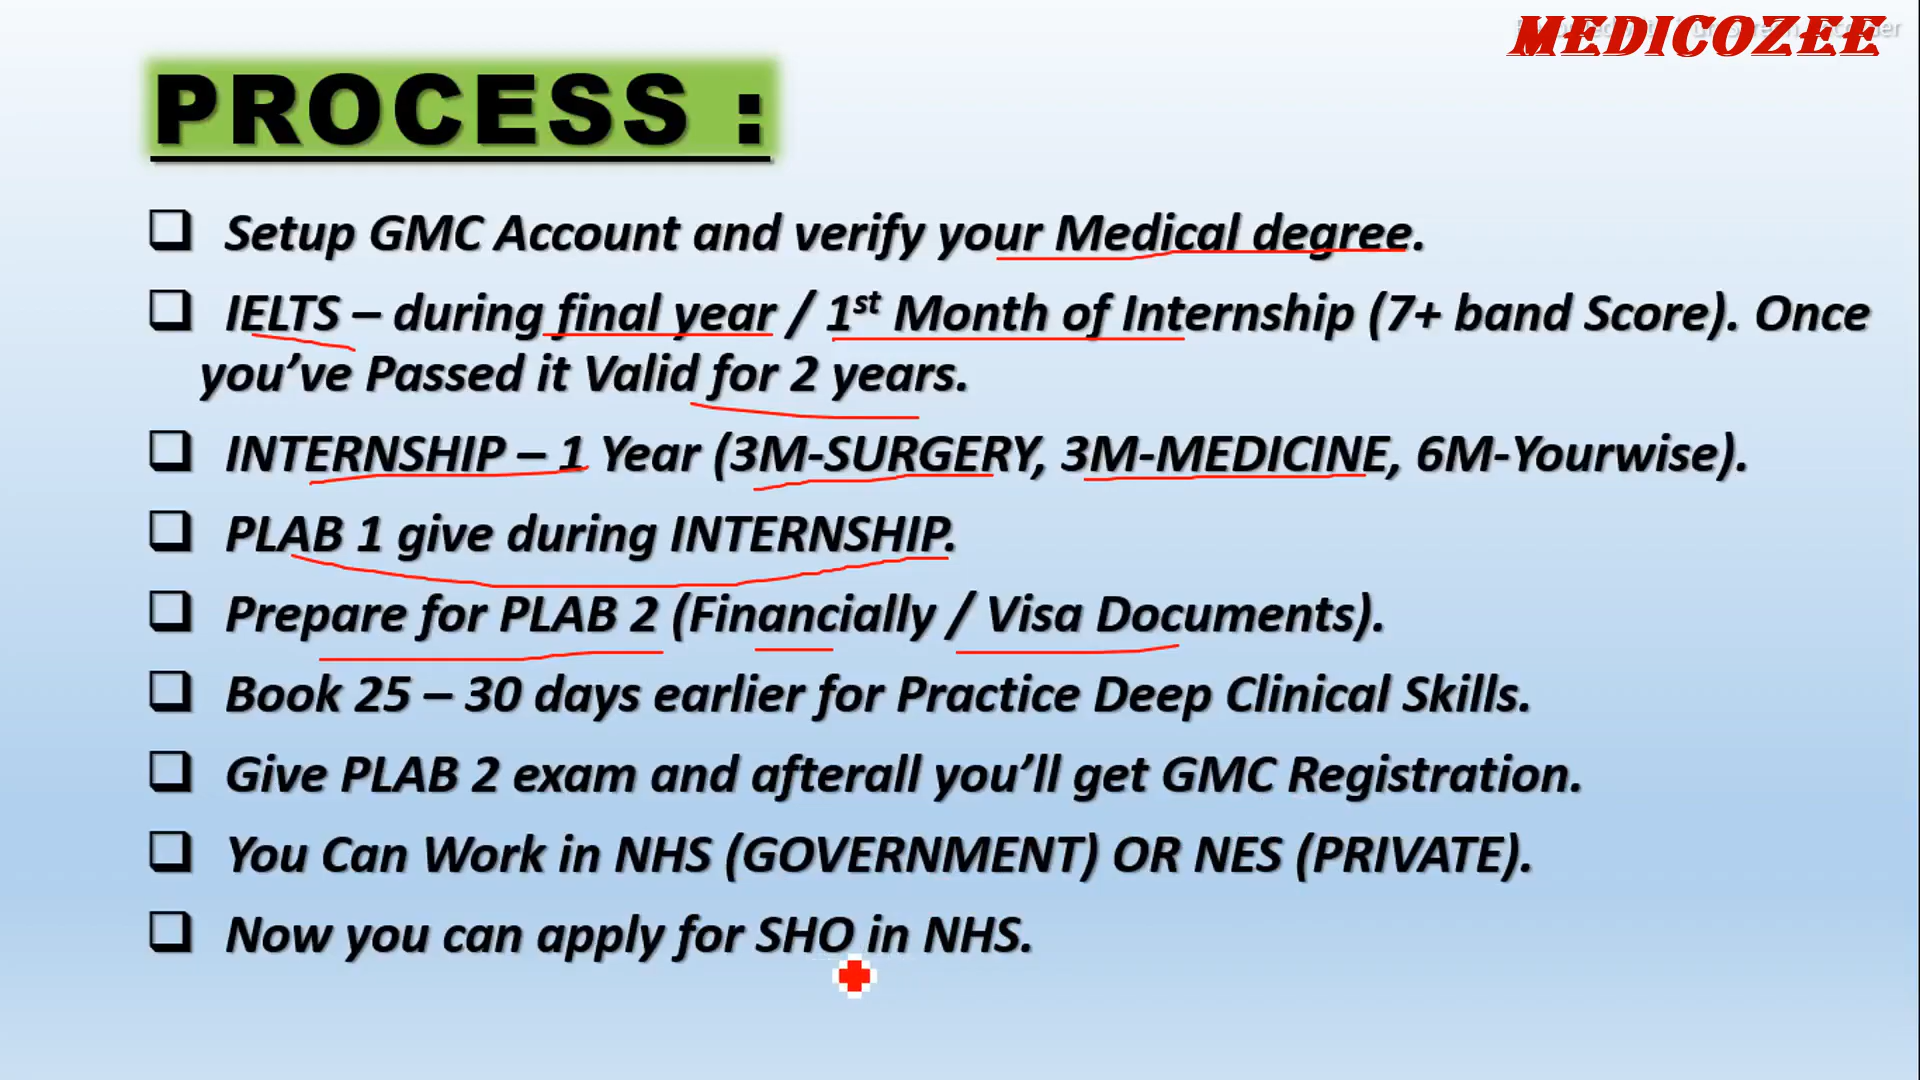 MEDICOZEE
PROCESS :
❑ Setup GMC Account and verify your Medical degree.
❑ IELTS – during final year / 1st Month of Internship (7+ band Score). Once
you’ve Passed it Valid for 2 years.
❑ INTERNSHIP – 1 Year (3M-SURGERY, 3M-MEDICINE, 6M-Yourwise).
❑ PLAB 1 give during INTERNSHIP.
❑ Prepare for PLAB 2 (Financially / Visa Documents).
❑ Book 25 – 30 days earlier for Practice Deep Clinical Skills.
❑ Give PLAB 2 exam and afterall you’ll get GMC Registration.
❑ You Can Work in NHS (GOVERNMENT) OR NES (PRIVATE).
❑ Now you can apply for SHO in NHS.